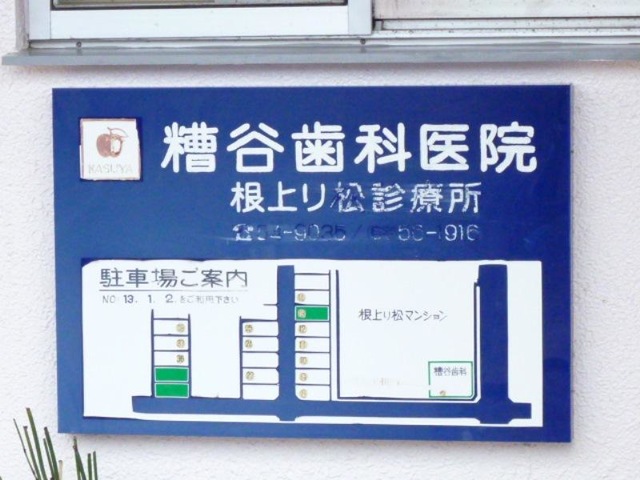 KASUYA
糟谷歯科医院
根上り松診療所
駐車場ご案内
NO 13. 1. 2. をご利用下さい
根上り松マンション
糟谷歯科